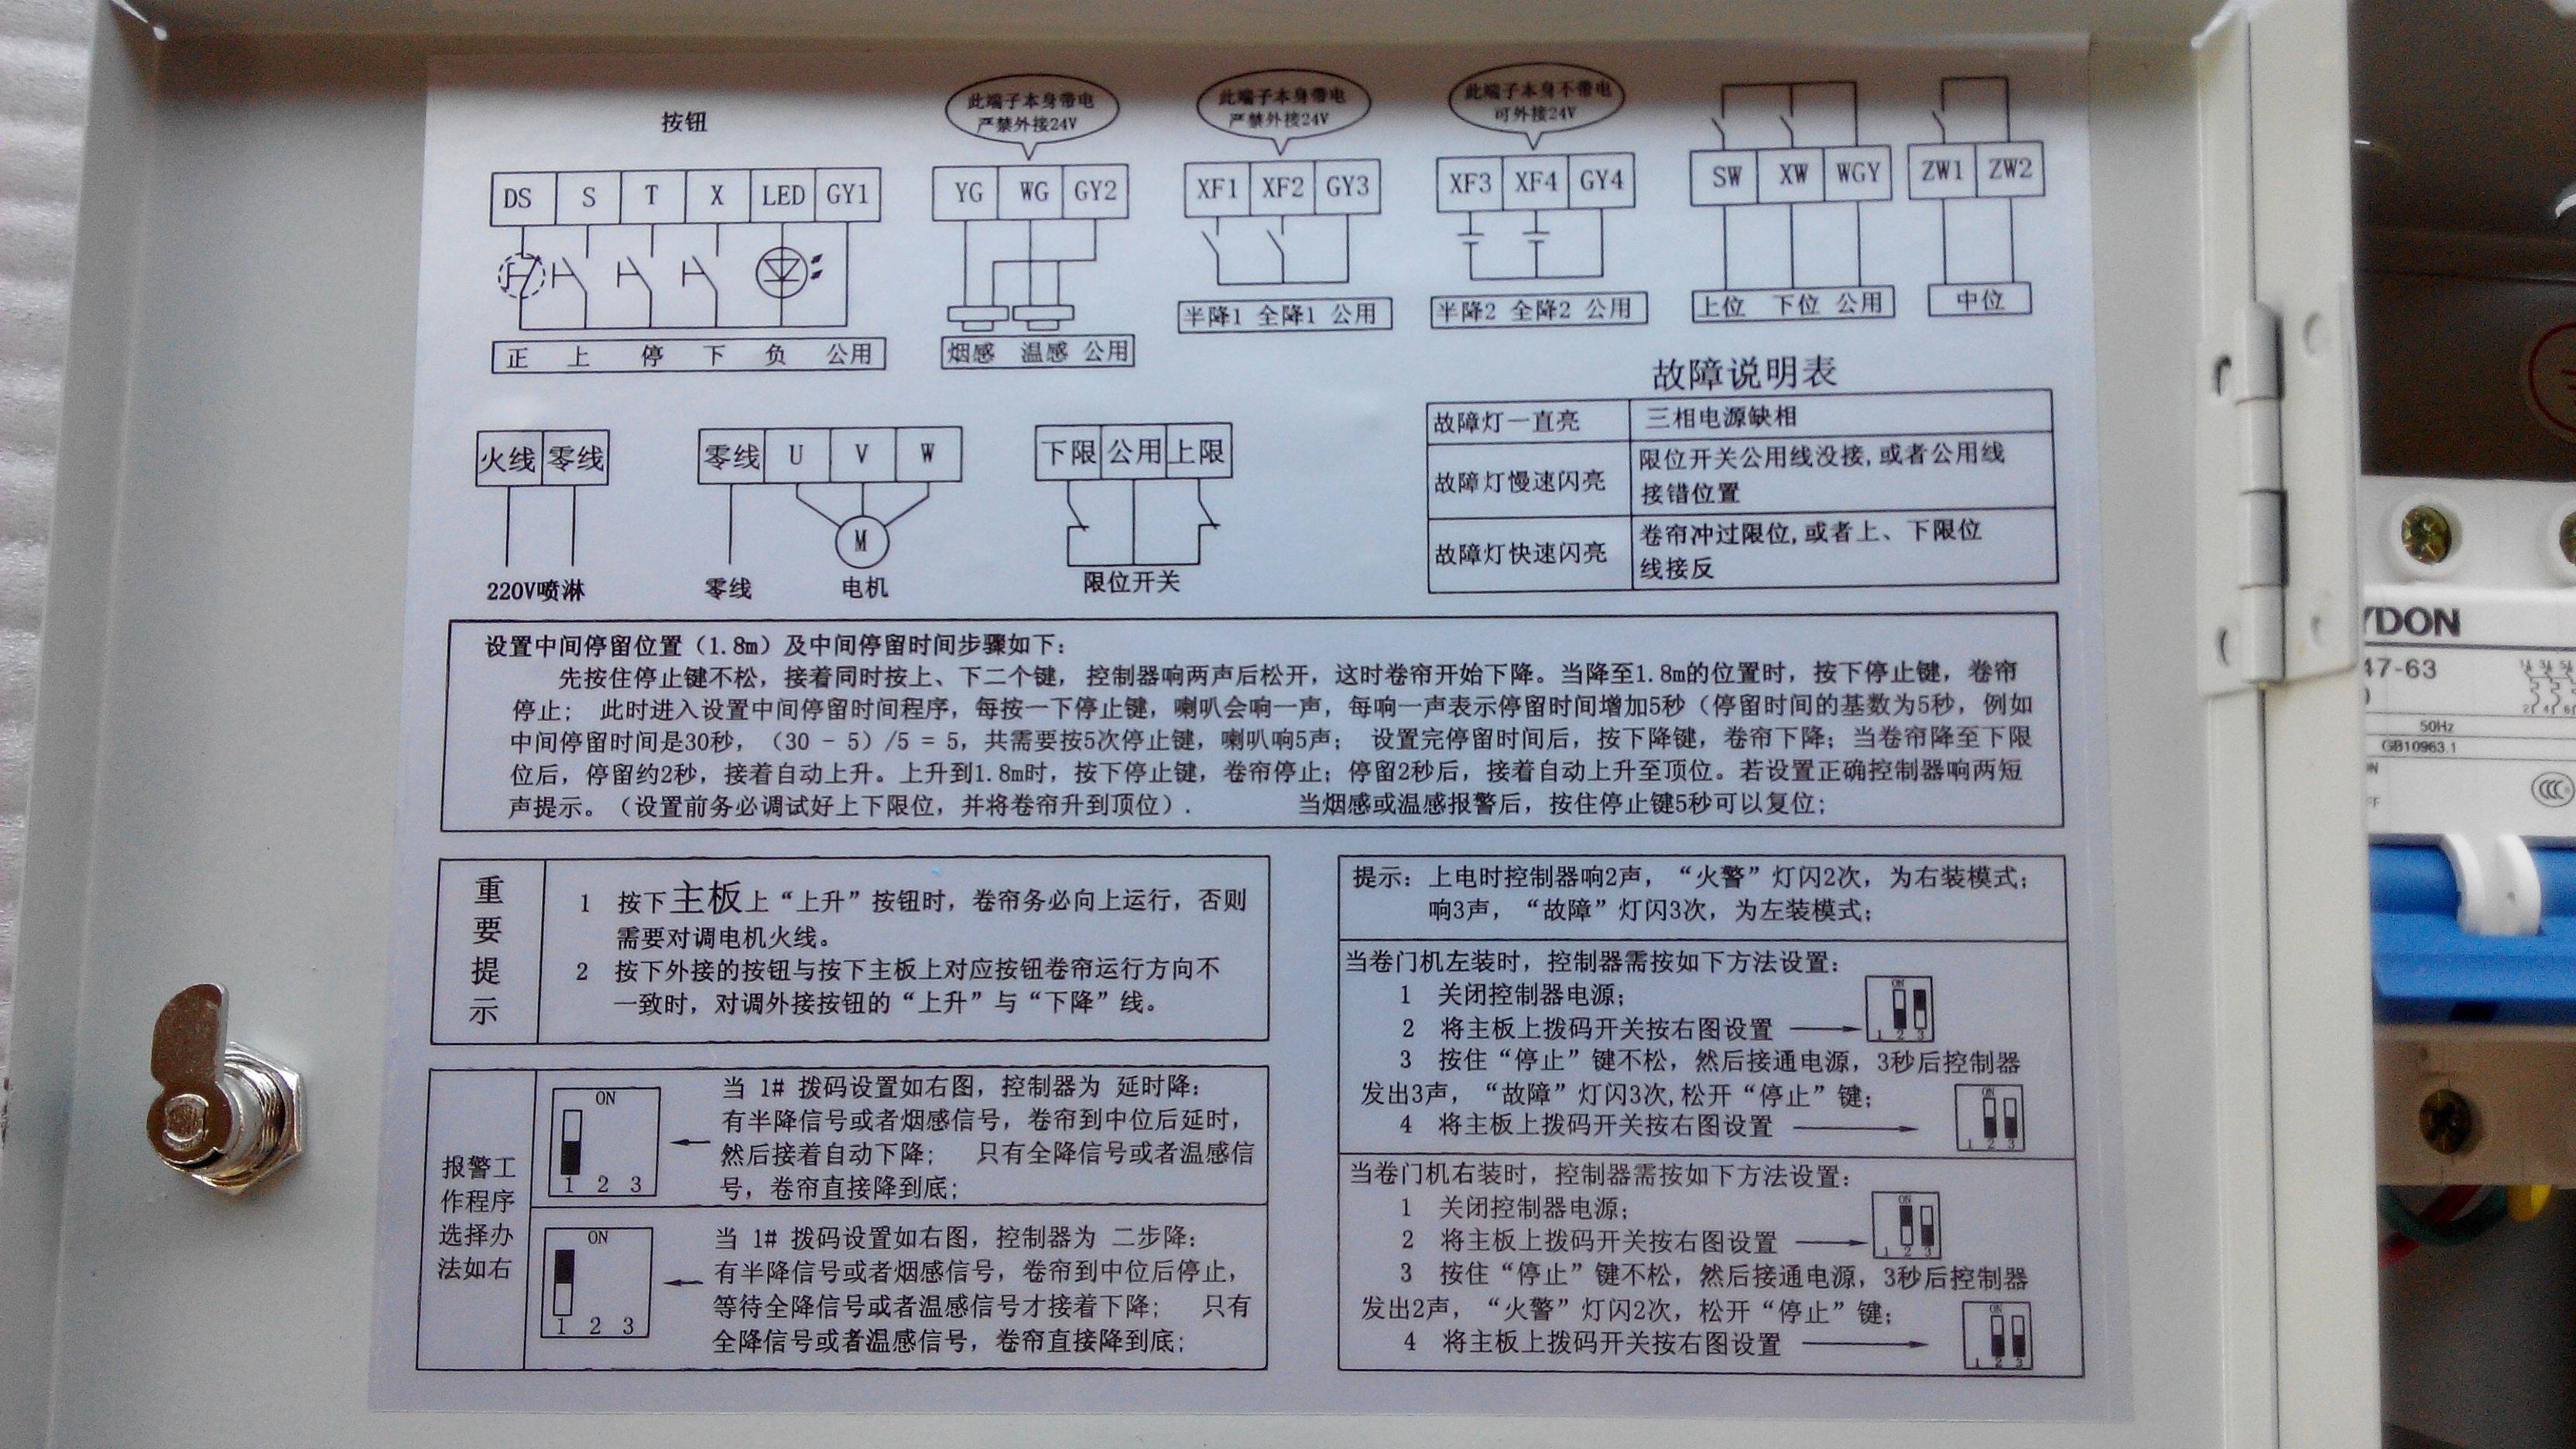 按钮
此端子本身带电
严禁外接24V
此端子本身带电
严禁外接24V
此端子本身不带电
可外接24V
DS S T X LED GY1
YG WG GY2
XF1 XF2 GY3
XF3 XF4 GY4
SW XW WGY
ZW1 ZW2
正 上 停 下 负 公用
烟感 温感 公用
半降1 全降1 公用
半降2 全降2 公用
上位 下位 公用
中位
火线 零线
220V喷淋
零线 U V W
M
零线 电机
下限 公用 上限
限位开关
故障说明表
故障灯一直亮 三相电源缺相
故障灯慢速闪亮 限位开关公用线没接,或者公用线
接错位置
故障灯快速闪亮 卷帘冲过限位,或者上、下限位
线接反
设置中间停留位置（1.8m）及中间停留时间步骤如下：
先按住停止键不松，接着同时按上、下二个键，控制器响两声后松开，这时卷帘开始下降。当降至1.8m的位置时，按下停止键，卷帘
停止； 此时进入设置中间停留时间程序，每按一下停止键，喇叭会响一声，每响一声表示停留时间增加5秒（停留时间的基数为5秒，例如
中间停留时间是30秒，（30 - 5）/5 = 5，共需要按5次停止键，喇叭响5声； 设置完停留时间后，按下降键，卷帘下降；当卷帘降至下限
位后，停留约2秒，接着自动上升。上升到1.8m时，按下停止键，卷帘停止；停留2秒后，接着自动上升至顶位。若设置正确控制器响两短
声提示。（设置前务必调试好上下限位，并将卷帘升到顶位）. 当烟感或温感报警后，按住停止键5秒可以复位；
重要提示
1 按下主板上“上升”按钮时，卷帘务必向上运行，否则
需要对调电机火线。
2 按下外接的按钮与按下主板上对应按钮卷帘运行方向不
一致时，对调外接按钮的“上升”与“下降”线。
报警工
作程序
选择办
法如右
ON
1 2 3
当 1# 拨码设置如右图，控制器为 延时降：
有半降信号或者烟感信号，卷帘到中位后延时，
然后接着自动下降； 只有全降信号或者温感信
号，卷帘直接降到底；
ON
1 2 3
当 1# 拨码设置如右图，控制器为 二步降：
有半降信号或者烟感信号，卷帘到中位后停止，
等待全降信号或者温感信号才接着下降； 只有
全降信号或者温感信号，卷帘直接降到底；
提示：上电时控制器响2声，“火警”灯闪2次，为右装模式；
响3声，“故障”灯闪3次，为左装模式；
当卷门机左装时，控制器需按如下方法设置：
1 关闭控制器电源；
2 将主板上拨码开关按右图设置
ON
1 2 3
3 按住“停止”键不松，然后接通电源，3秒后控制器
发出3声，“故障”灯闪3次,松开“停止”键；
4 将主板上拨码开关按右图设置
ON
1 2 3
当卷门机右装时，控制器需按如下方法设置：
1 关闭控制器电源；
2 将主板上拨码开关按右图设置
ON
1 2 3
3 按住“停止”键不松，然后接通电源，3秒后控制器
发出2声，“火警”灯闪2次，松开“停止”键；
4 将主板上拨码开关按右图设置
ON
1 2 3
YDON
47-63
50Hz
GB10963.1